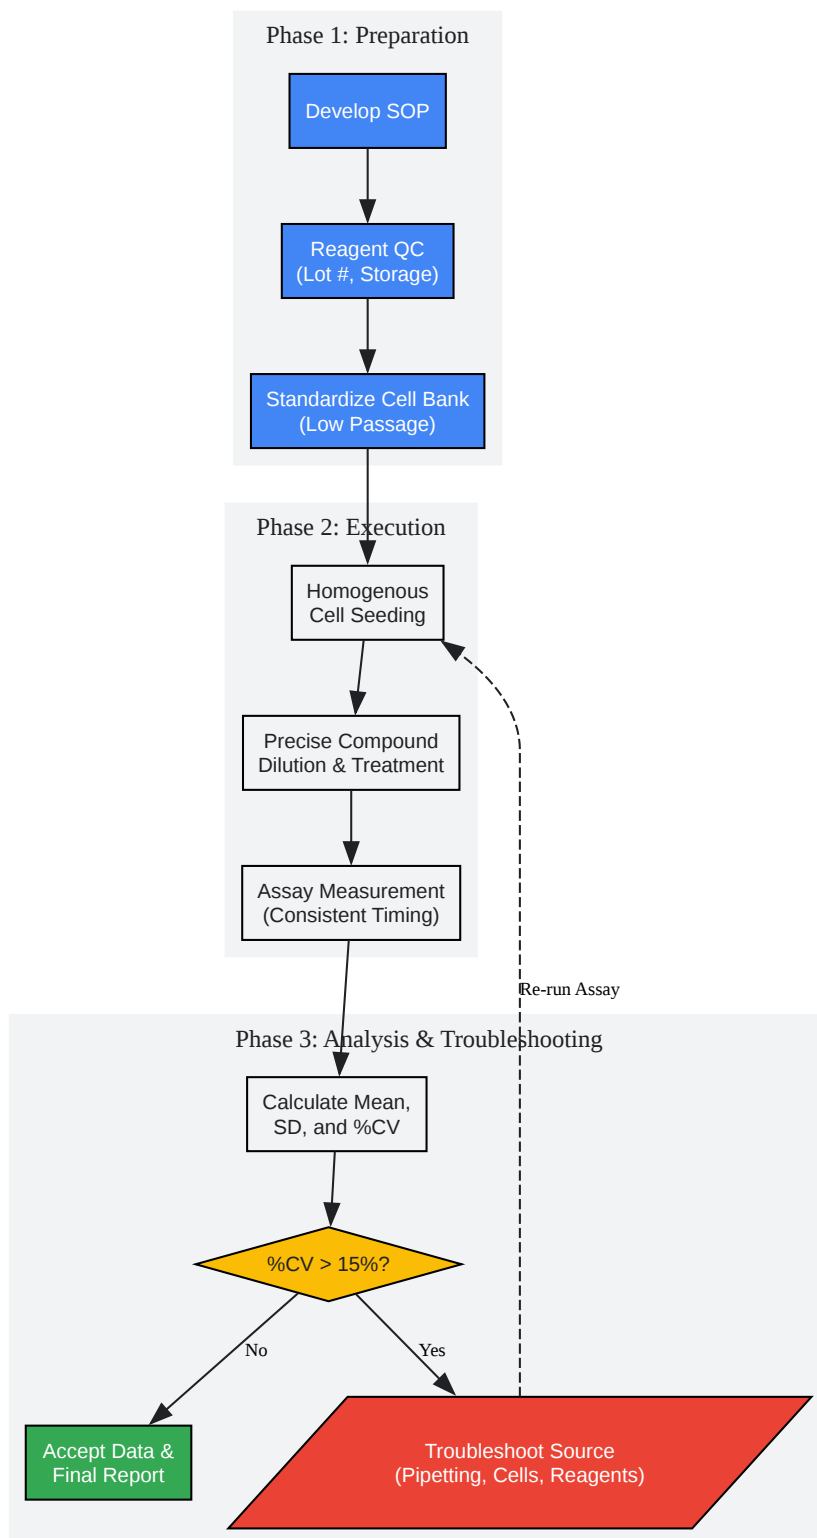 Phase 1: Preparation
Develop SOP
Reagent QC
(Lot #, Storage)
Standardize Cell Bank
(Low Passage)
Phase 2: Execution
Homogenous
Cell Seeding
Precise Compound
Dilution & Treatment
Assay Measurement
(Consistent Timing)
Re-run Assay
Phase 3: Analysis & Troubleshooting
Calculate Mean,
SD, and %CV
%CV > 15%?
No
Yes
Accept Data &
Final Report
Troubleshoot Source
(Pipetting, Cells, Reagents)